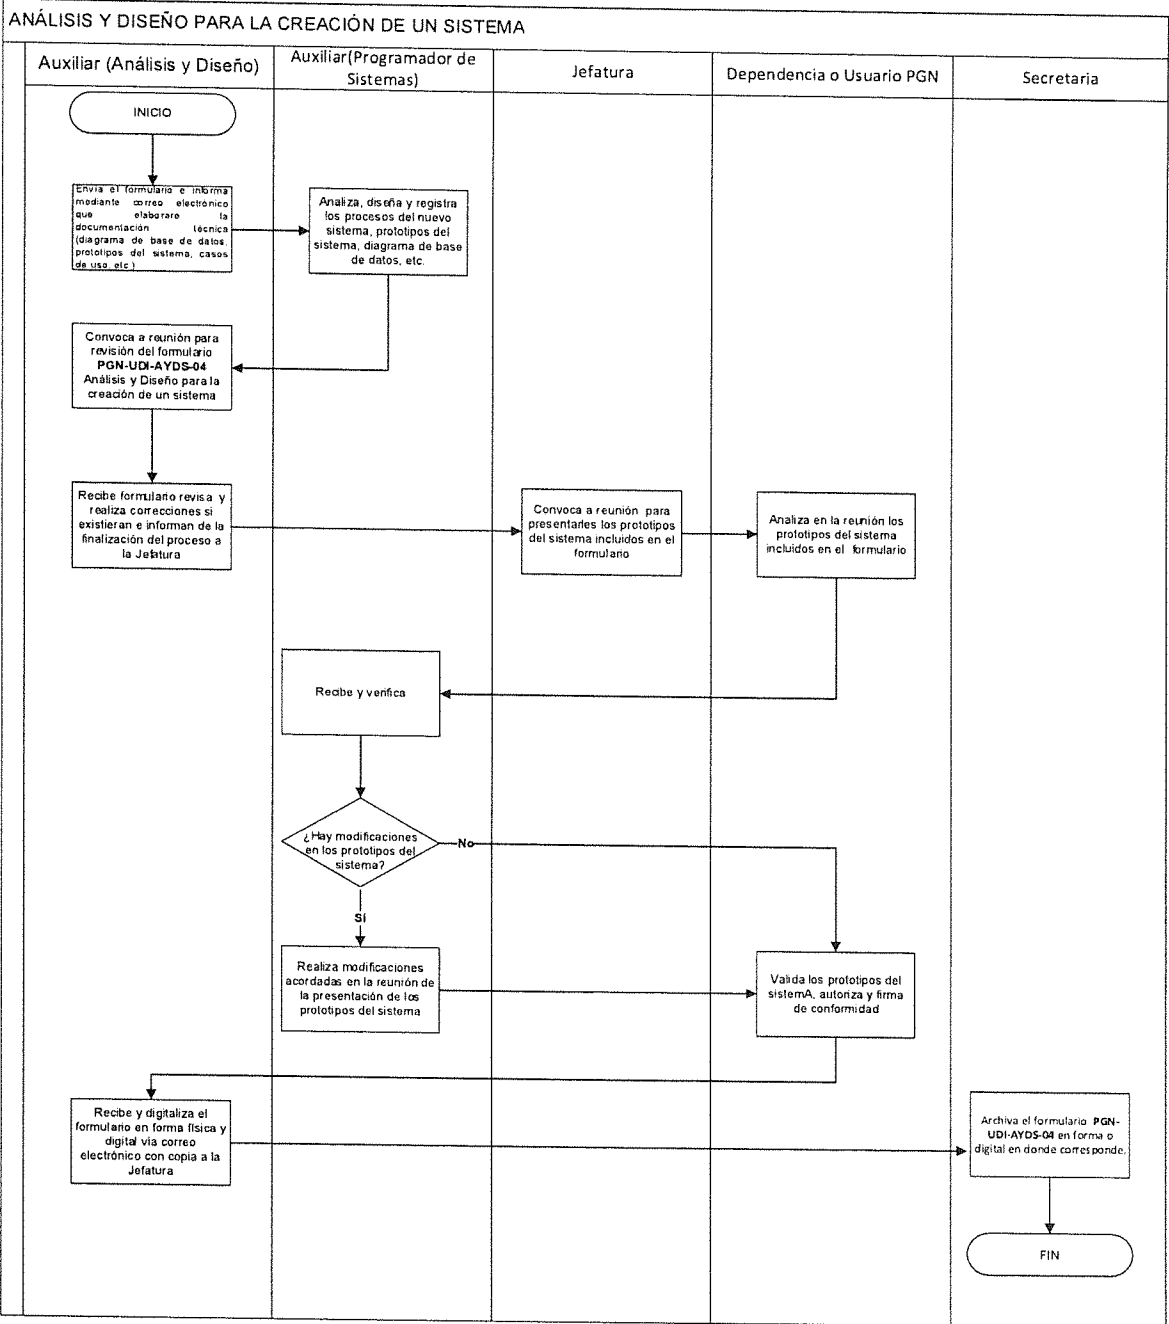 ANÁLISIS Y DISEÑO PARA LA CREACIÓN DE UN SISTEMA
Auxiliar (Análisis y Diseño)
Auxiliar(Programador de
Sistemas)
Jefatura
Dependencia o Usuario PGN
Secretaria
INICIO
Envía el formulario e informa
mediante correo electrónico
que elaborare la
documentación técnica
(diagrama de base de datos,
prototipos del sistema, casos
de uso, etc.)
Analiza, diseña y registra
los procesos del nuevo
sistema, prototipos del
sistema, diagrama de base
de datos, etc.
Convoca a reunión para
revisión del formulario
PGN-UDI-AYDS-04
Análisis y Diseño para la
creación de un sistema
Recibe formulario revisa y
realiza correcciones si
existieran e informan de la
finalización del proceso a
la Jefatura
Convoca a reunión para
presentarles los prototipos
del sistema incluidos en el
formulario
Analiza en la reunión los
prototipos del sistema
incluidos en el formulario
Recibe y verifica
¿Hay modificaciones
en los prototipos del
sistema?
No
Sí
Realiza modificaciones
acordadas en la reunión de
la presentación de los
prototipos del sistema
Valida los prototipos del
sistemA, autoriza y firma
de conformidad
Recibe y digitaliza el
formulario en forma física y
digital vía correo
electrónico con copia a la
Jefatura
Archiva el formulario PGN-
UDI-AYDS-04 en forma o
digital en donde corresponde.
FIN